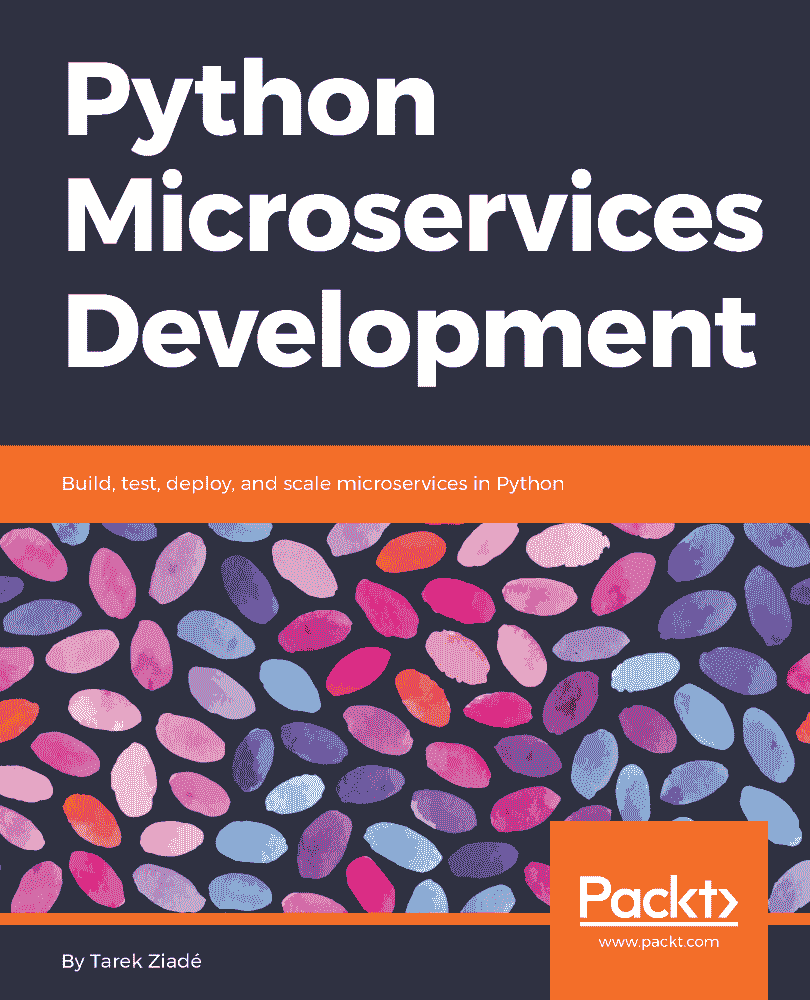 Python
Microservices
Development
Build, test, deploy, and scale microservices in Python
Packt>
www.packt.com
By Tarek Ziadé